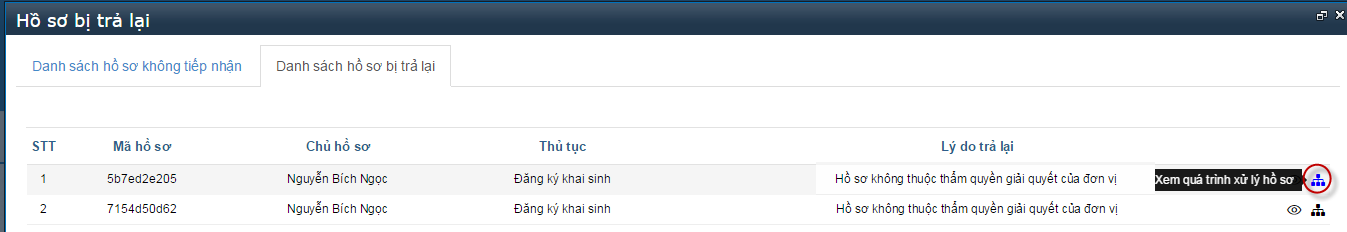 Hồ sơ bị trả lại
Danh sách hồ sơ không tiếp nhận Danh sách hồ sơ bị trả lại
STT Mã hồ sơ Chủ hồ sơ Thủ tục Lý do trả lại
1 5b7ed2e205 Nguyễn Bích Ngọc Đăng ký khai sinh Hồ sơ không thuộc thẩm quyền giải quyết của đơn vị Xem quá trình xử lý hồ sơ
2 7154d50d62 Nguyễn Bích Ngọc Đăng ký khai sinh Hồ sơ không thuộc thẩm quyền giải quyết của đơn vị